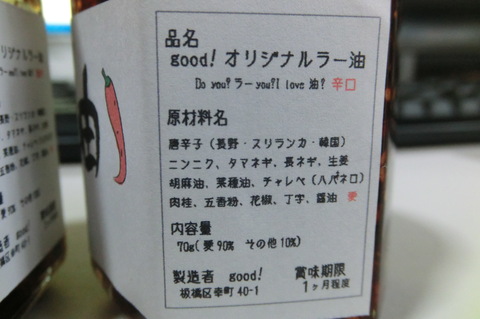 品名
good! オリジナルラー油
Do you? ラーyou?I love 油? 辛口
原材料名
唐辛子 (長野・スリランカ・韓国)
ニンニク、タマネギ、長ネギ、生姜
胡麻油、菜種油、チャレペ (ハバネロ)
肉桂、五香粉、花椒、丁字、醤油 愛
内容量
70g( 愛90% その他10%)
製造者 good!
板橋区幸町 40-1
賞味期限
1ヶ月程度
油